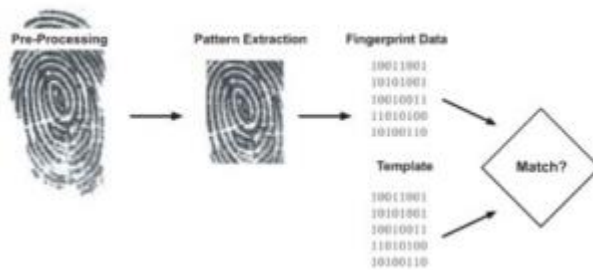 Pre-Processing
Pattern Extraction
Fingerprint Data
10011001
10101001
10010011
11010100
10100110
Template
10011001
10101001
10010011
11010100
10100110
Match?